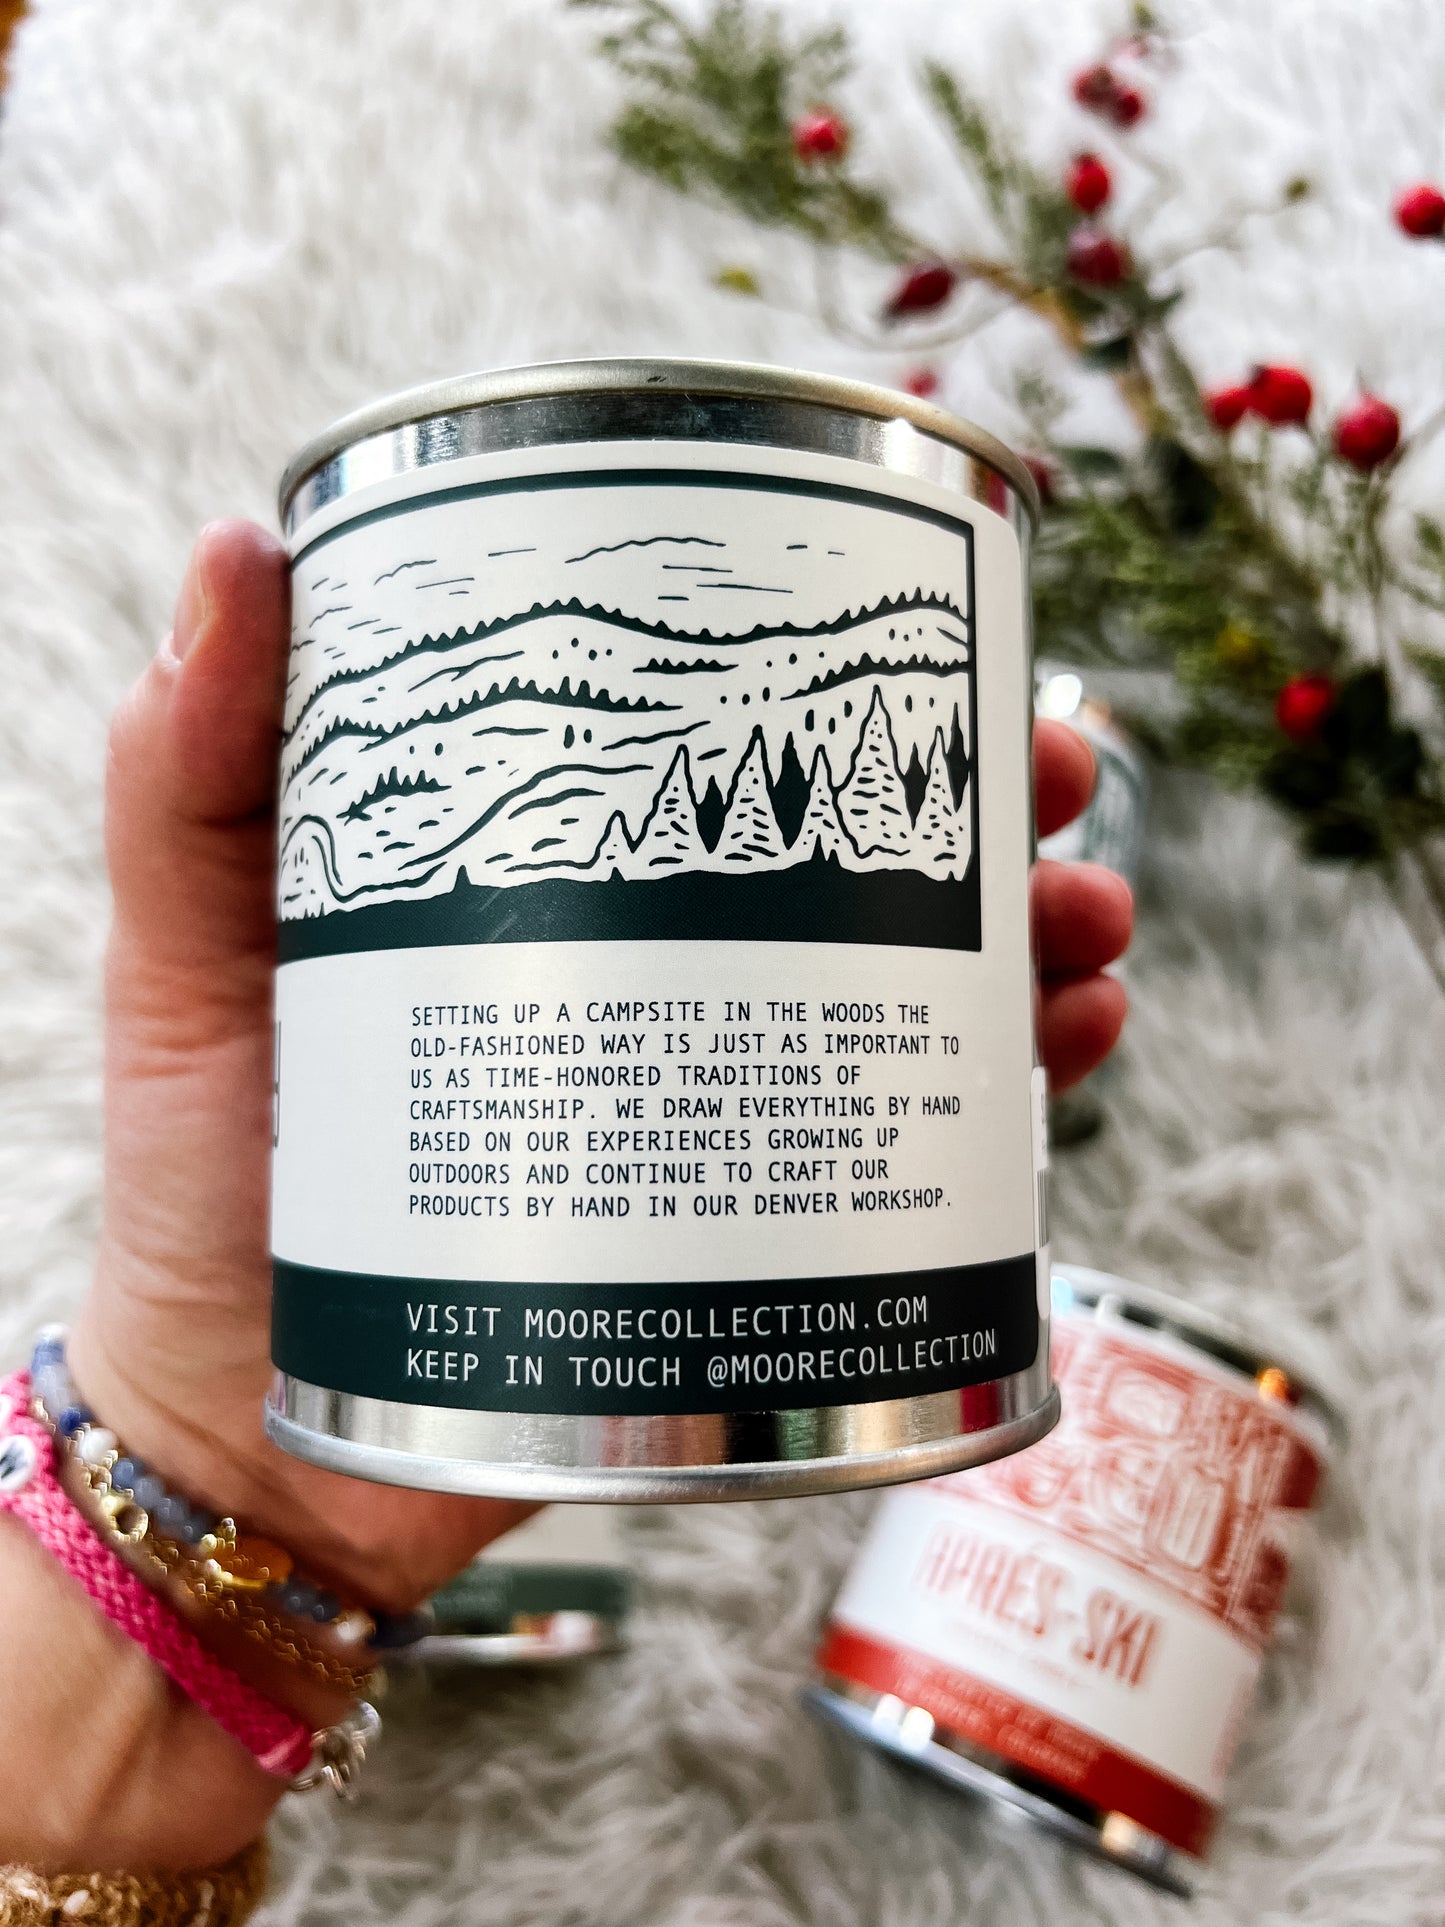 SETTING UP A CAMPSITE IN THE WOODS THE
OLD-FASHIONED WAY IS JUST AS IMPORTANT TO
US AS TIME-HONORED TRADITIONS OF
CRAFTSMANSHIP. WE DRAW EVERYTHING BY HAND
BASED ON OUR EXPERIENCES GROWING UP
OUTDOORS AND CONTINUE TO CRAFT OUR
PRODUCTS BY HAND IN OUR DENVER WORKSHOP.
VISIT MOORECOLLECTION.COM
KEEP IN TOUCH @MOORECOLLECTION
APRÉS-SKI